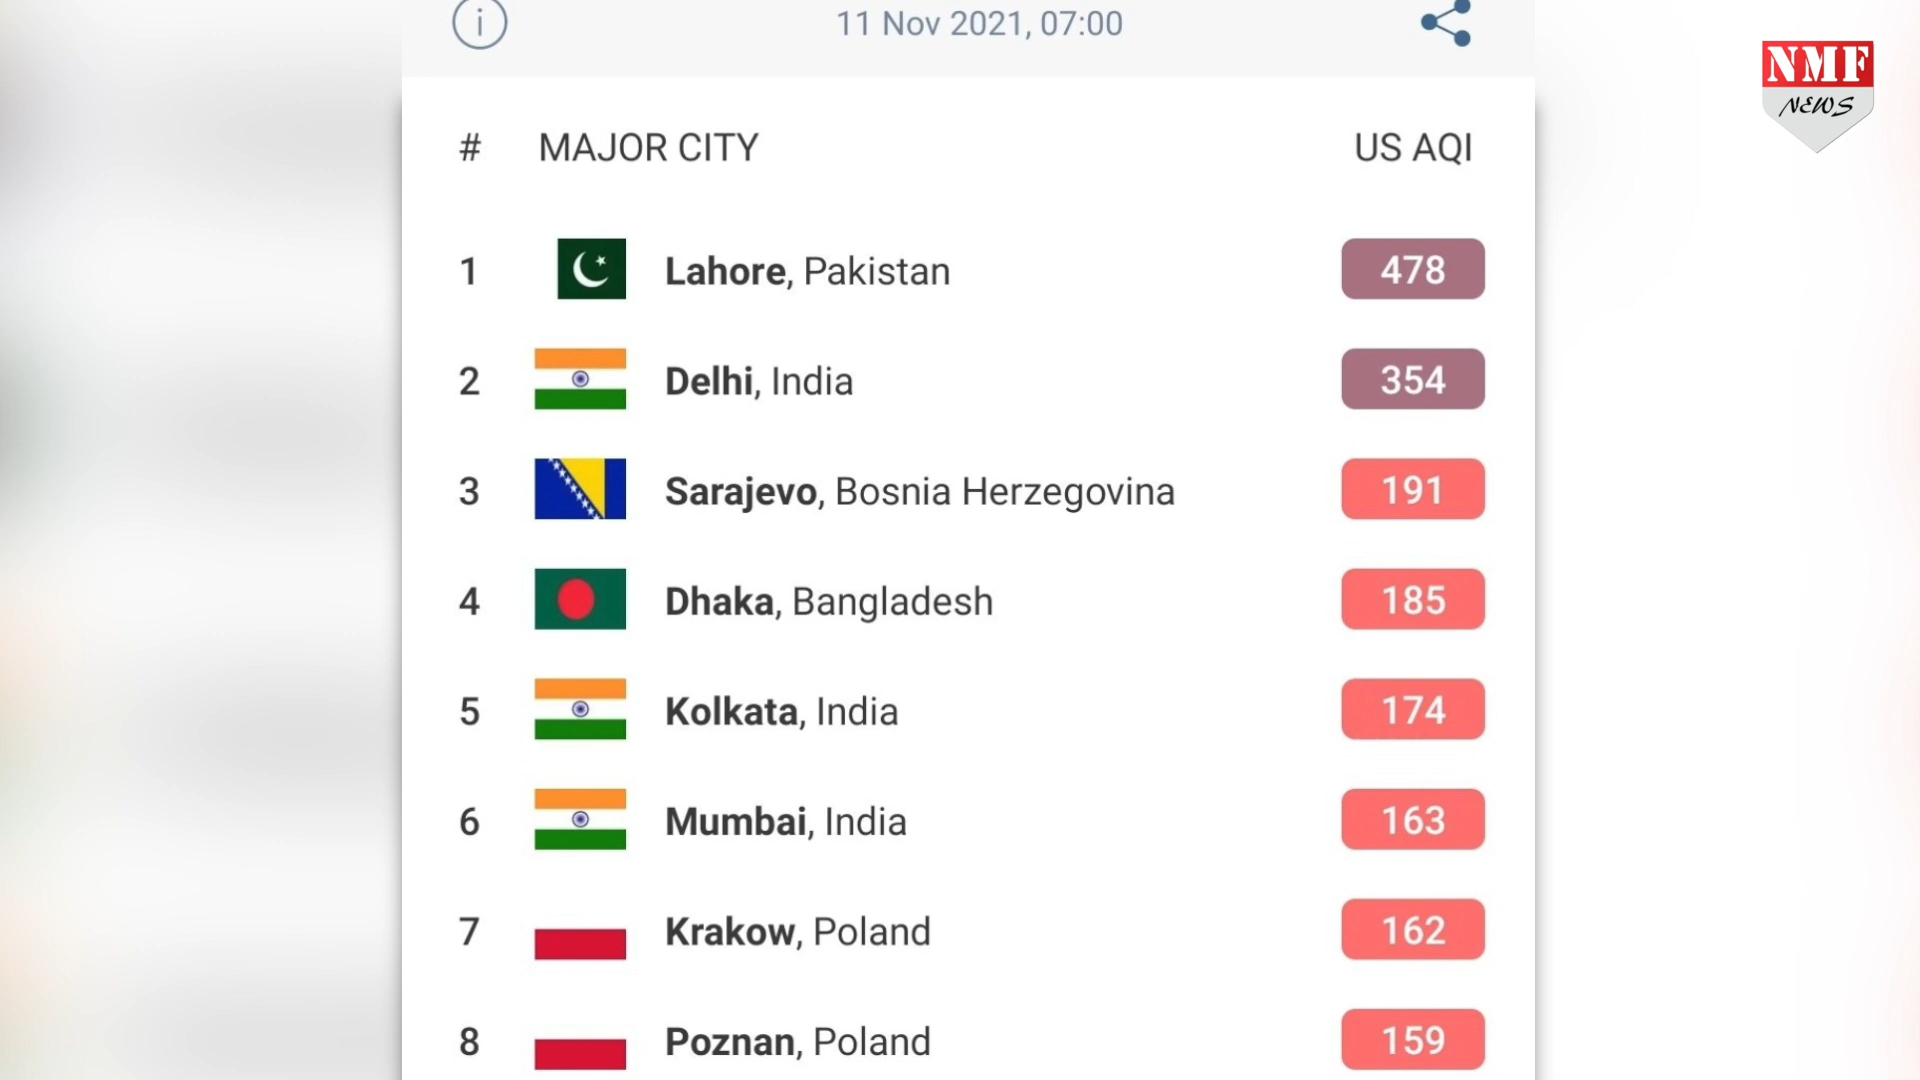 11 Nov 2021, 07:00
NMF
NEWS
# MAJOR CITY US AQI
1 Lahore, Pakistan 478
2 Delhi, India 354
3 Sarajevo, Bosnia Herzegovina 191
4 Dhaka, Bangladesh 185
5 Kolkata, India 174
6 Mumbai, India 163
7 Krakow, Poland 162
8 Poznan, Poland 159